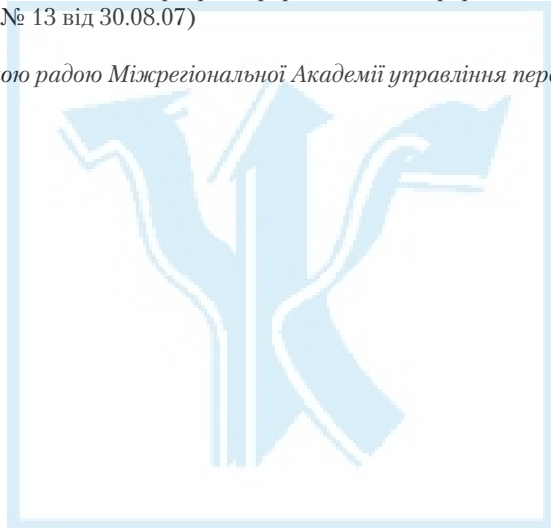 № 13 від 30.08.07)
ою радою Міжрегіональної Академії управління пер